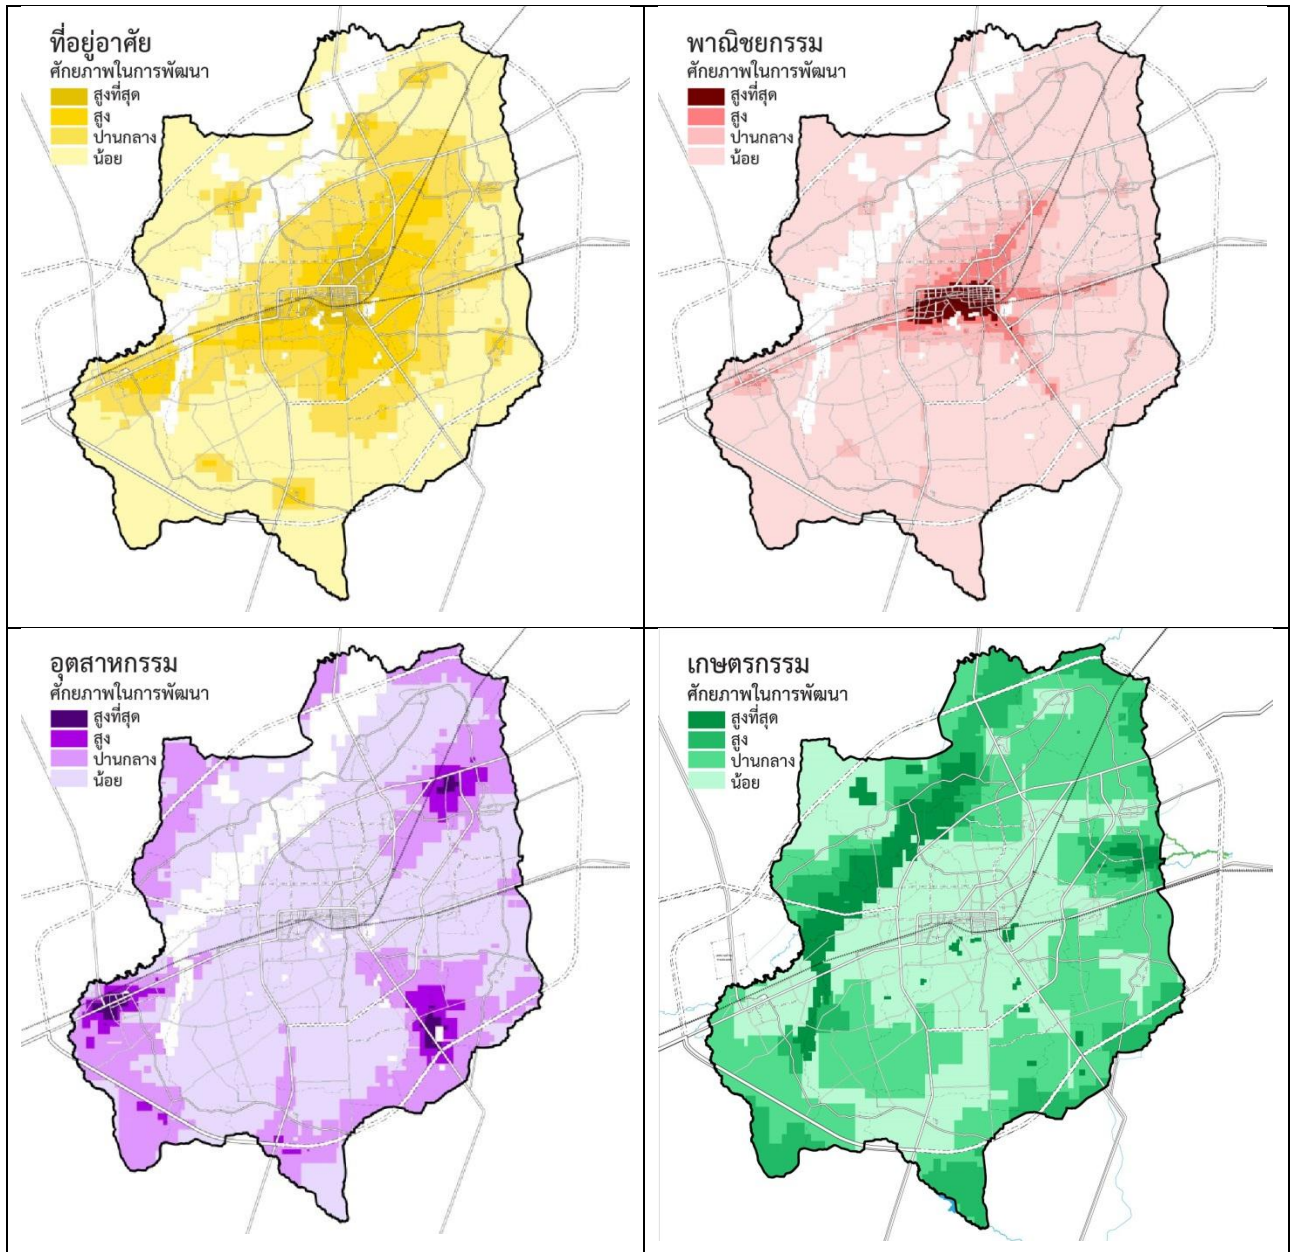 ที่อยู่อาศัย
ศักยภาพในการพัฒนา
สูงที่สุด
สูง
ปานกลาง
น้อย
พาณิชยกรรม
ศักยภาพในการพัฒนา
สูงที่สุด
สูง
ปานกลาง
น้อย
อุตสาหกรรม
ศักยภาพในการพัฒนา
สูงที่สุด
สูง
ปานกลาง
น้อย
เกษตรกรรม
ศักยภาพในการพัฒนา
สูงที่สุด
สูง
ปานกลาง
น้อย